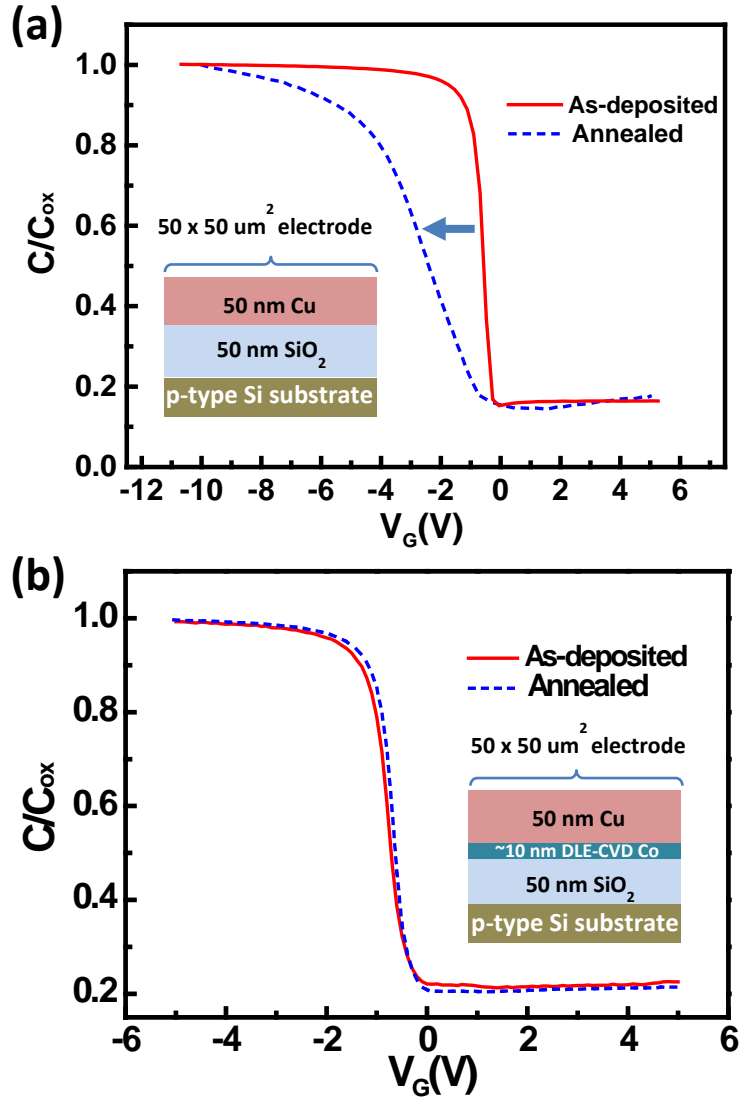 (a)
1.0
0.8
0.6
0.4
0.2
0.0
C/Cox
As-deposited
Annealed
50 x 50 um² electrode
50 nm Cu
50 nm SiO₂
p-type Si substrate
-12 -10 -8 -6 -4 -2 0 2 4 6
V_G(V)
(b)
1.0
0.8
0.6
0.4
0.2
C/Cox
As-deposited
Annealed
50 x 50 um² electrode
50 nm Cu
~10 nm DLE-CVD Co
50 nm SiO₂
p-type Si substrate
-6 -4 -2 0 2 4 6
V_G(V)